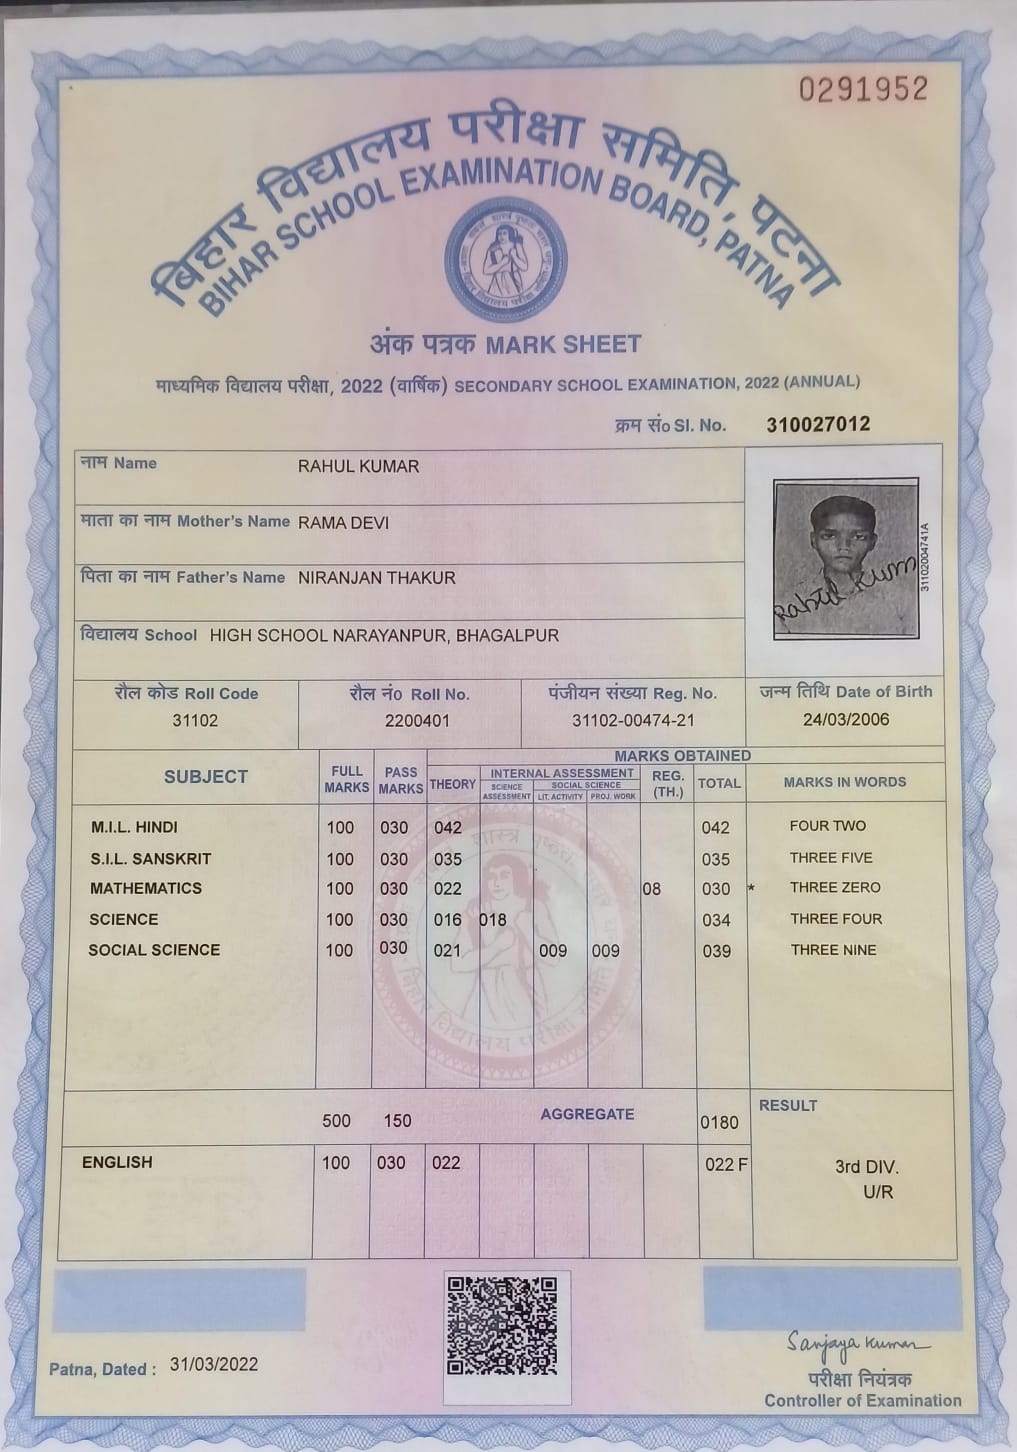 0291952
बिहार विद्यालय परीक्षा समिति, पटना
BIHAR SCHOOL EXAMINATION BOARD, PATNA
अंक पत्रक MARK SHEET
माध्यमिक विद्यालय परीक्षा, 2022 (वार्षिक) SECONDARY SCHOOL EXAMINATION, 2022 (ANNUAL)
क्रम सं० Sl. No. 310027012
नाम Name RAHUL KUMAR
माता का नाम Mother's Name RAMA DEVI
पिता का नाम Father's Name NIRANJAN THAKUR
विद्यालय School HIGH SCHOOL NARAYANPUR, BHAGALPUR
Rahul Kum
31102004741A
रौल कोड Roll Code रौल नं० Roll No. पंजीयन संख्या Reg. No. जन्म तिथि Date of Birth
31102 2200401 31102-00474-21 24/03/2006
MARKS OBTAINED
SUBJECT FULL MARKS PASS MARKS THEORY INTERNAL ASSESSMENT REG. (TH.) TOTAL MARKS IN WORDS
SCIENCE ASSESSMENT SOCIAL SCIENCE
LIT. ACTIVITY PROJ. WORK
M.I.L. HINDI 100 030 042 042 FOUR TWO
S.I.L. SANSKRIT 100 030 035 035 THREE FIVE
MATHEMATICS 100 030 022 08 030 * THREE ZERO
SCIENCE 100 030 016 018 034 THREE FOUR
SOCIAL SCIENCE 100 030 021 009 009 039 THREE NINE
बिहार विद्यालय परीक्षा समिति
500 150 AGGREGATE 0180 RESULT
ENGLISH 100 030 022 022 F 3rd DIV.
U/R
Patna, Dated : 31/03/2022
Sanjaya Kumar
परीक्षा नियंत्रक
Controller of Examination